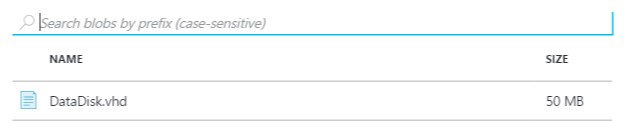 Search blobs by prefix (case-sensitive)
NAME SIZE
DataDisk.vhd 50 MB